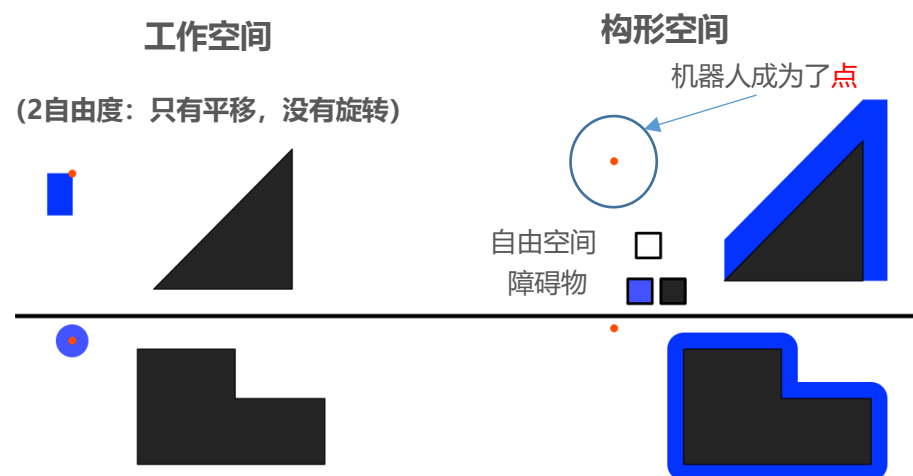 工作空间
构形空间
机器人成为了点
(2自由度：只有平移，没有旋转)
自由空间
障碍物